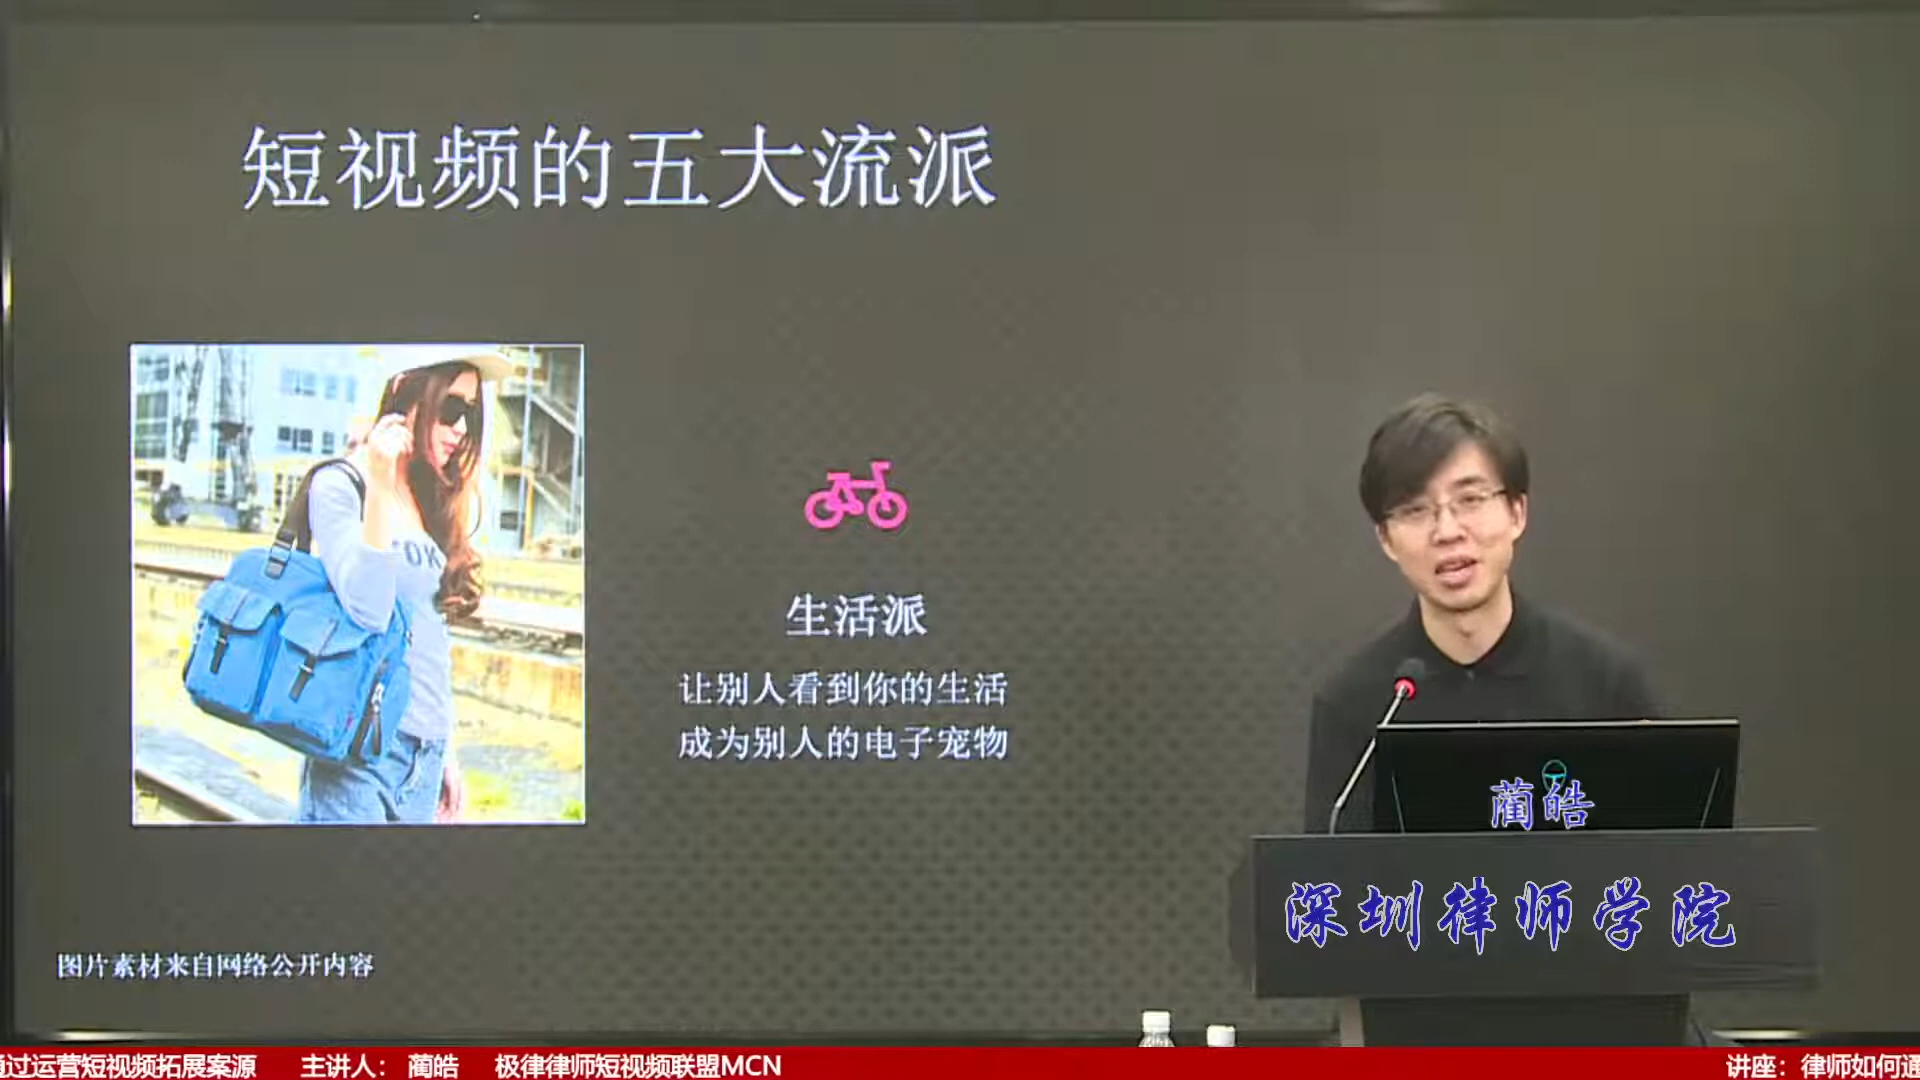 短视频的五大流派
OK
生活派
让别人看到你的生活
成为别人的电子宠物
图片素材来自网络公开内容
蔺皓
深圳律师学院
通过运营短视频拓展案源 主讲人： 蔺皓 极律律师短视频联盟MCN 讲座：律师如何通